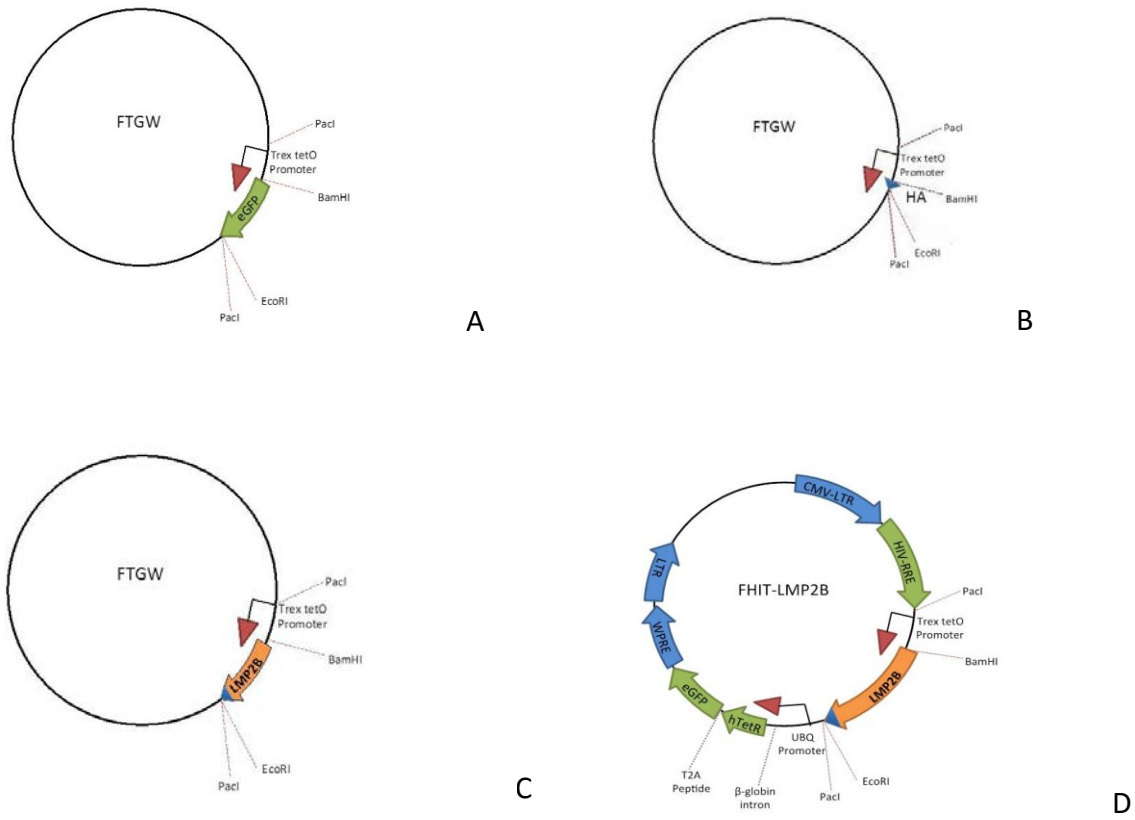 FTGW
PacI
Trex tetO
Promoter
BamHI
eGFP
EcoRI
PacI
A
FTGW
PacI
Trex tetO
Promoter
HA
BamHI
EcoRI
PacI
B
FTGW
PacI
Trex tetO
Promoter
BamHI
LMP2B
EcoRI
PacI
C
CMV-LTR
HIV-RRE
LTR
FHIT-LMP2B
PacI
Trex tetO
Promoter
WPRE
BamHI
LMP2B
eGFP
hTetR
UBQ
Promoter
T2A
Peptide
β-globin
intron
PacI
EcoRI
D